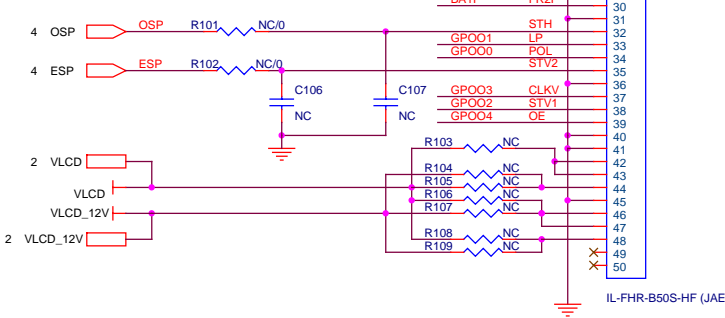 30
31
4 OSP OSP R101 NC/0 STH 32
GPOO1 LP 33
GPOO0 POL 34
4 ESP ESP R102 NC/0 STV2 35
36
C106 C107 GPOO3 CLKV 37
GPOO2 STV1 38
NC NC GPOO4 OE 39
40
R103 NC 41
2 VLCD 42
R104 NC 43
VLCD R105 NC 44
R106 NC 45
VLCD_12V R107 NC 46
47
2 VLCD_12V R108 NC 48
R109 NC 49
50
IL-FHR-B50S-HF (JAE